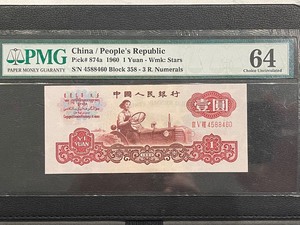 PMG
PAPER MONEY GUARANTY
China / People's Republic
Pick# 874a 1960 1 Yuan - Wmk: Stars
S/N 4588460 Block 358 - 3 R. Numerals
64
Choice Uncirculated
中国人民银行
壹圆
4588460
YUAN